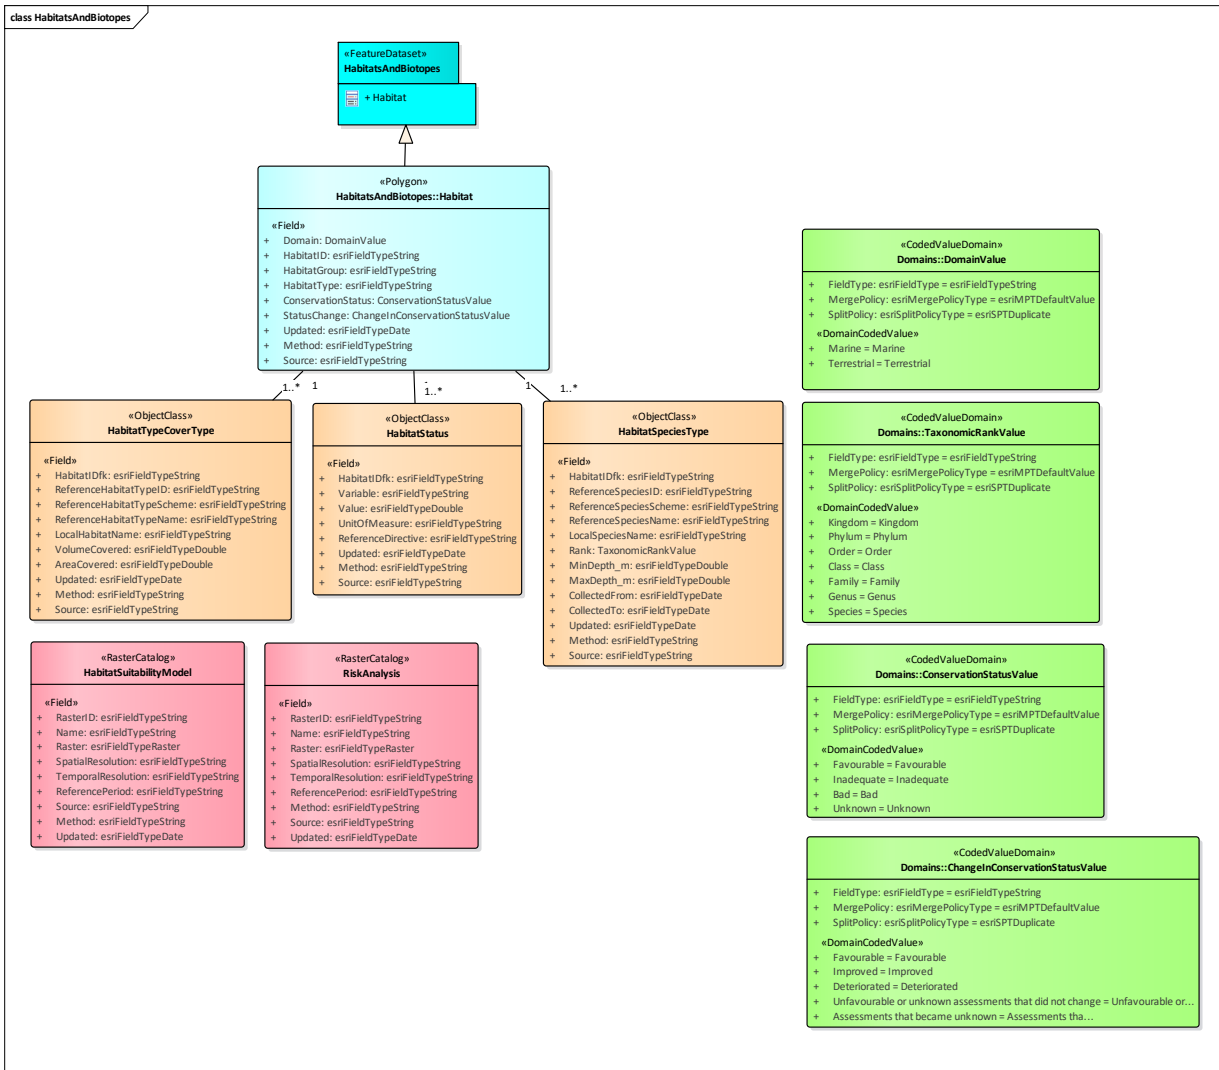 class HabitatsAndBiotopes
«FeatureDataset»
HabitatsAndBiotopes
+ Habitat
«Polygon»
HabitatsAndBiotopes::Habitat
«Field»
+ Domain: DomainValue
+ HabitatID: esriFieldTypeString
+ HabitatGroup: esriFieldTypeString
+ HabitatType: esriFieldTypeString
+ ConservationStatus: ConservationStatusValue
+ StatusChange: ChangeInConservationStatusValue
+ Updated: esriFieldTypeDate
+ Method: esriFieldTypeString
+ Source: esriFieldTypeString
1..* 1
1..*
1 1..*
«ObjectClass»
HabitatTypeCoverType
«Field»
+ HabitatIDfk: esriFieldTypeString
+ ReferenceHabitatTypeID: esriFieldTypeString
+ ReferenceHabitatTypeScheme: esriFieldTypeString
+ ReferenceHabitatTypeName: esriFieldTypeString
+ LocalHabitatName: esriFieldTypeString
+ VolumeCovered: esriFieldTypeDouble
+ AreaCovered: esriFieldTypeDouble
+ Updated: esriFieldTypeDate
+ Method: esriFieldTypeString
+ Source: esriFieldTypeString
«ObjectClass»
HabitatStatus
«Field»
+ HabitatIDfk: esriFieldTypeString
+ Variable: esriFieldTypeString
+ Value: esriFieldTypeDouble
+ UnitOfMeasure: esriFieldTypeString
+ ReferenceDirective: esriFieldTypeString
+ Updated: esriFieldTypeDate
+ Method: esriFieldTypeString
+ Source: esriFieldTypeString
«ObjectClass»
HabitatSpeciesType
«Field»
+ HabitatIDfk: esriFieldTypeString
+ ReferenceSpeciesID: esriFieldTypeString
+ ReferenceSpeciesScheme: esriFieldTypeString
+ ReferenceSpeciesName: esriFieldTypeString
+ LocalSpeciesName: esriFieldTypeString
+ Rank: TaxonomicRankValue
+ MinDepth_m: esriFieldTypeDouble
+ MaxDepth_m: esriFieldTypeDouble
+ CollectedFrom: esriFieldTypeDate
+ CollectedTo: esriFieldTypeDate
+ Updated: esriFieldTypeDate
+ Method: esriFieldTypeString
+ Source: esriFieldTypeString
«RasterCatalog»
HabitatSuitabilityModel
«Field»
+ RasterID: esriFieldTypeString
+ Name: esriFieldTypeString
+ Raster: esriFieldTypeRaster
+ SpatialResolution: esriFieldTypeString
+ TemporalResolution: esriFieldTypeString
+ ReferencePeriod: esriFieldTypeString
+ Source: esriFieldTypeString
+ Method: esriFieldTypeString
+ Updated: esriFieldTypeDate
«RasterCatalog»
RiskAnalysis
«Field»
+ RasterID: esriFieldTypeString
+ Name: esriFieldTypeString
+ Raster: esriFieldTypeRaster
+ SpatialResolution: esriFieldTypeString
+ TemporalResolution: esriFieldTypeString
+ ReferencePeriod: esriFieldTypeString
+ Method: esriFieldTypeString
+ Source: esriFieldTypeString
+ Updated: esriFieldTypeDate
«CodedValueDomain»
Domains::DomainValue
+ FieldType: esriFieldType = esriFieldTypeString
+ MergePolicy: esriMergePolicyType = esriMPTDefaultValue
+ SplitPolicy: esriSplitPolicyType = esriSPTDuplicate
«DomainCodedValue»
+ Marine = Marine
+ Terrestrial = Terrestrial
«CodedValueDomain»
Domains::TaxonomicRankValue
+ FieldType: esriFieldType = esriFieldTypeString
+ MergePolicy: esriMergePolicyType = esriMPTDefaultValue
+ SplitPolicy: esriSplitPolicyType = esriSPTDuplicate
«DomainCodedValue»
+ Kingdom = Kingdom
+ Phylum = Phylum
+ Order = Order
+ Class = Class
+ Family = Family
+ Genus = Genus
+ Species = Species
«CodedValueDomain»
Domains::ConservationStatusValue
+ FieldType: esriFieldType = esriFieldTypeString
+ MergePolicy: esriMergePolicyType = esriMPTDefaultValue
+ SplitPolicy: esriSplitPolicyType = esriSPTDuplicate
«DomainCodedValue»
+ Favourable = Favourable
+ Inadequate = Inadequate
+ Bad = Bad
+ Unknown = Unknown
«CodedValueDomain»
Domains::ChangeInConservationStatusValue
+ FieldType: esriFieldType = esriFieldTypeString
+ MergePolicy: esriMergePolicyType = esriMPTDefaultValue
+ SplitPolicy: esriSplitPolicyType = esriSPTDuplicate
«DomainCodedValue»
+ Favourable = Favourable
+ Improved = Improved
+ Deteriorated = Deteriorated
+ Unfavourable or unknown assessments that did not change = Unfavourable or...
+ Assessments that became unknown = Assessments tha...